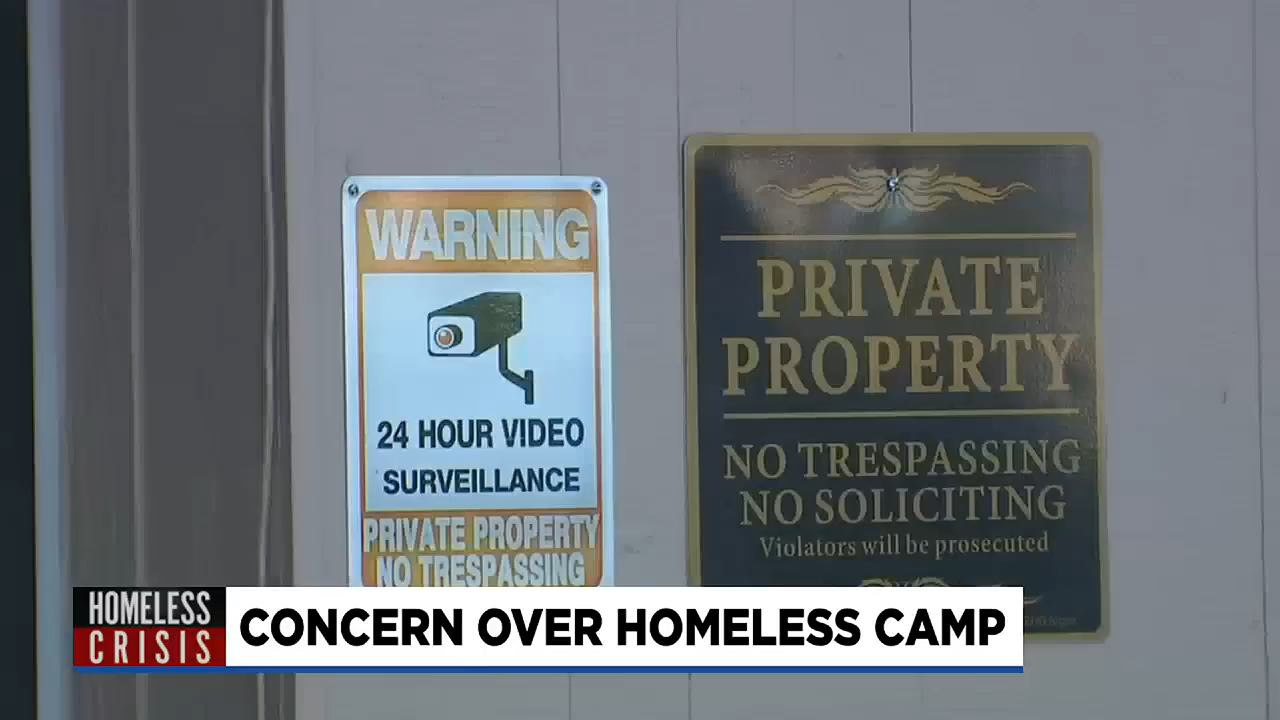 WARNING
24 HOUR VIDEO
SURVEILLANCE
PRIVATE PROPERTY
NO TRESPASSING
PRIVATE
PROPERTY
NO TRESPASSING
NO SOLICITING
Violators will be prosecuted
HOMELESS
CRISIS
CONCERN OVER HOMELESS CAMP